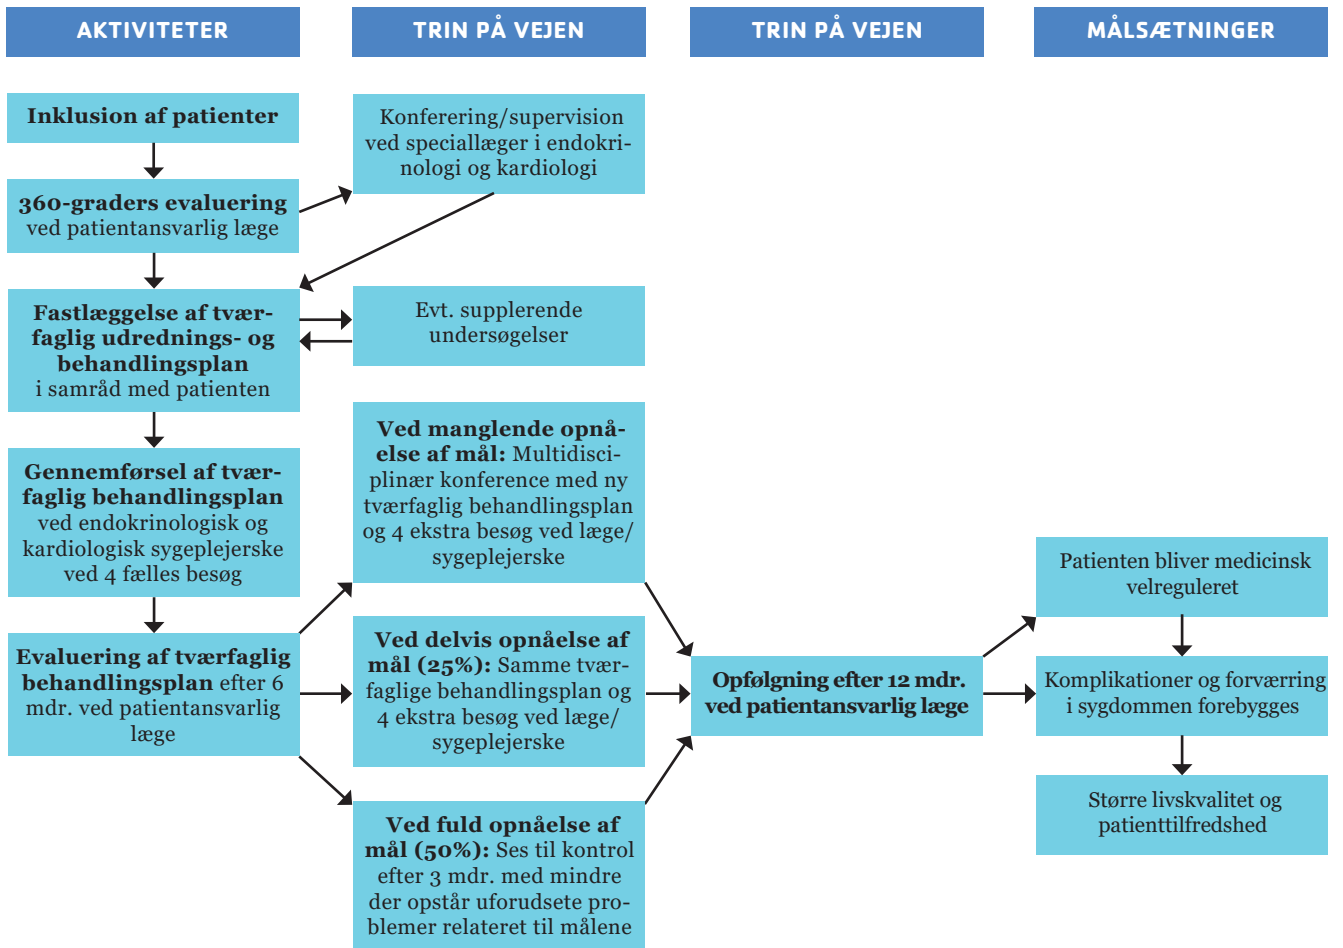 AKTIVITETER
TRIN PÅ VEJEN
TRIN PÅ VEJEN
MÅLSÆTNINGER
Inklusion af patienter
360-graders evaluering
ved patientansvarlig læge
Fastlæggelse af tvær-
faglig udrednings- og
behandlingsplan
i samråd med patienten
Gennemførsel af tvær-
faglig behandlingsplan
ved endokrinologisk og
kardiologisk sygeplejerske
ved 4 fælles besøg
Evaluering af tværfaglig
behandlingsplan efter 6
mdr. ved patientansvarlig
læge
Konferering/supervision
ved speciallæger i endokri-
nologi og kardiologi
Evt. supplerende
undersøgelser
Ved manglende opnå-
else af mål: Multidisci-
plinær konference med ny
tværfaglig behandlingsplan
og 4 ekstra besøg ved læge/
sygeplejerske
Ved delvis opnåelse af
mål (25%): Samme tvær-
faglige behandlingsplan og
4 ekstra besøg ved læge/
sygeplejerske
Ved fuld opnåelse af
mål (50%): Ses til kontrol
efter 3 mdr. med mindre
der opstår uforudsete pro-
blemer relateret til målene
Opfølgning efter 12 mdr.
ved patientansvarlig læge
Patienten bliver medicinsk
velreguleret
Komplikationer og forværring
i sygdommen forebygges
Større livskvalitet og
patienttilfredshed